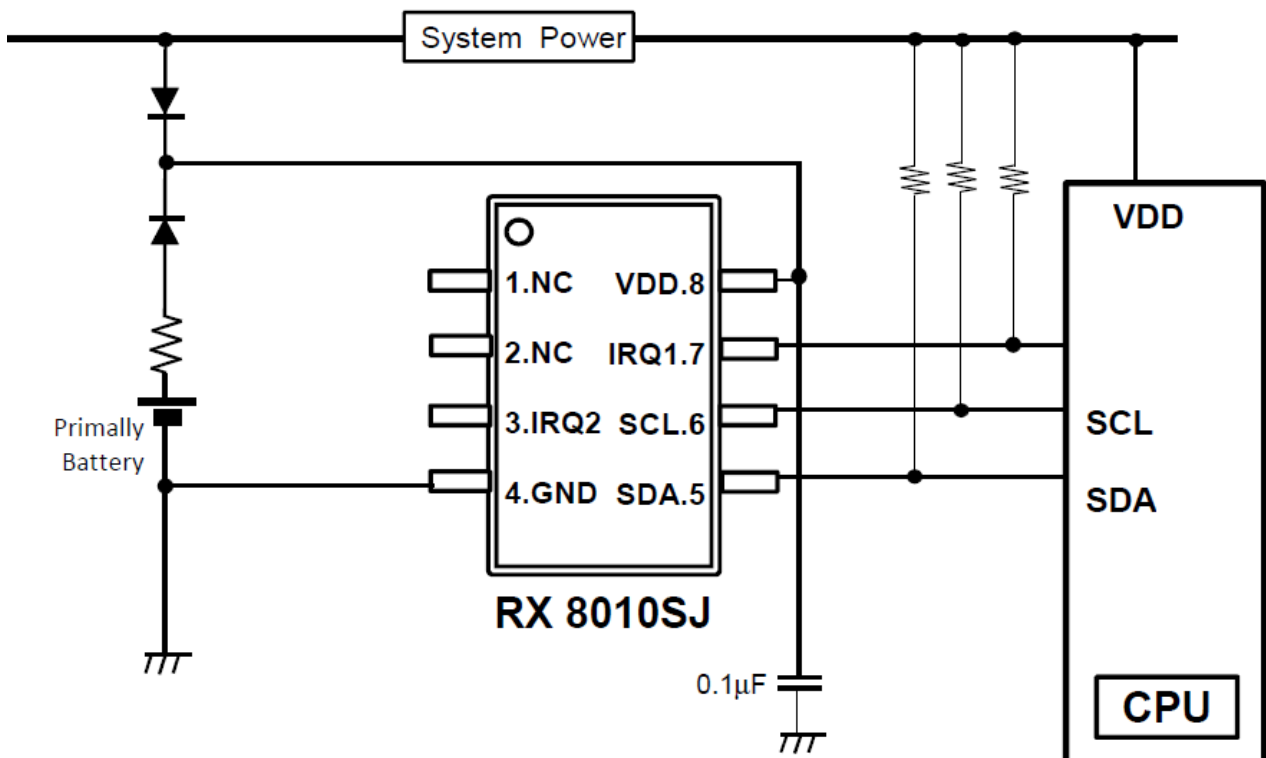 System Power
VDD
1.NC
VDD.8
2.NC
IRQ1.7
3.IRQ2
SCL.6
SCL
Primally
Battery
4.GND
SDA.5
SDA
RX 8010SJ
0.1μF
CPU